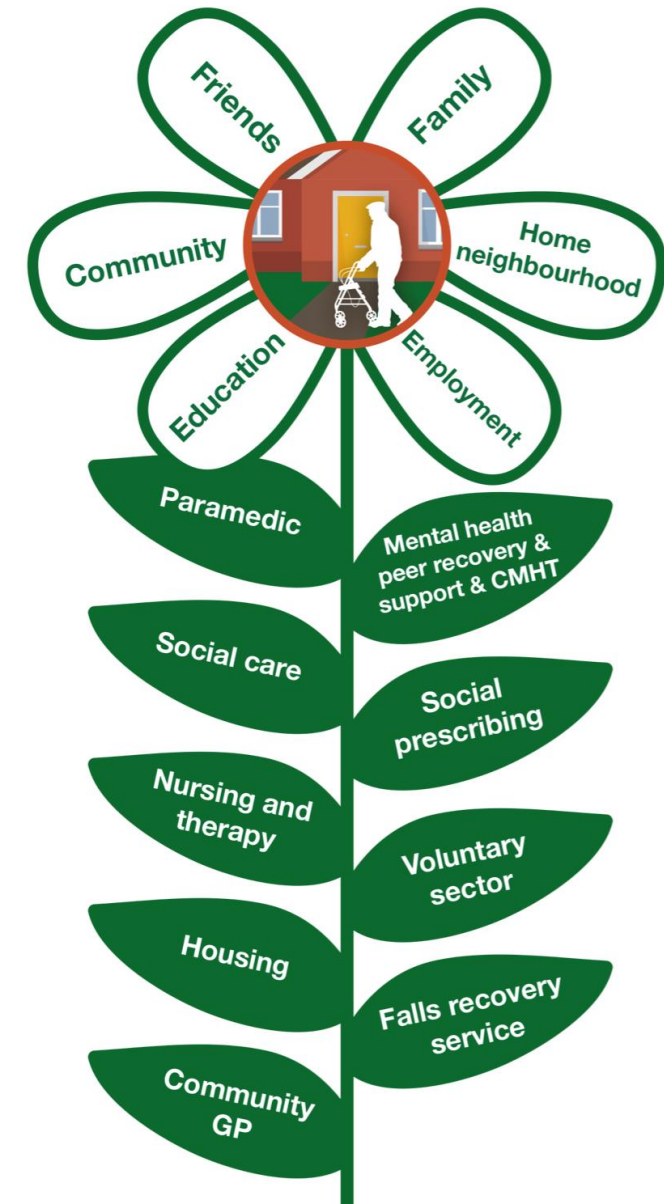 Friends
Family
Community
Home
neighbourhood
Education
Employment
Paramedic
Mental health
peer recovery &
support & CMHT
Social care
Social
prescribing
Nursing and
therapy
Voluntary
sector
Housing
Falls recovery
service
Community
GP